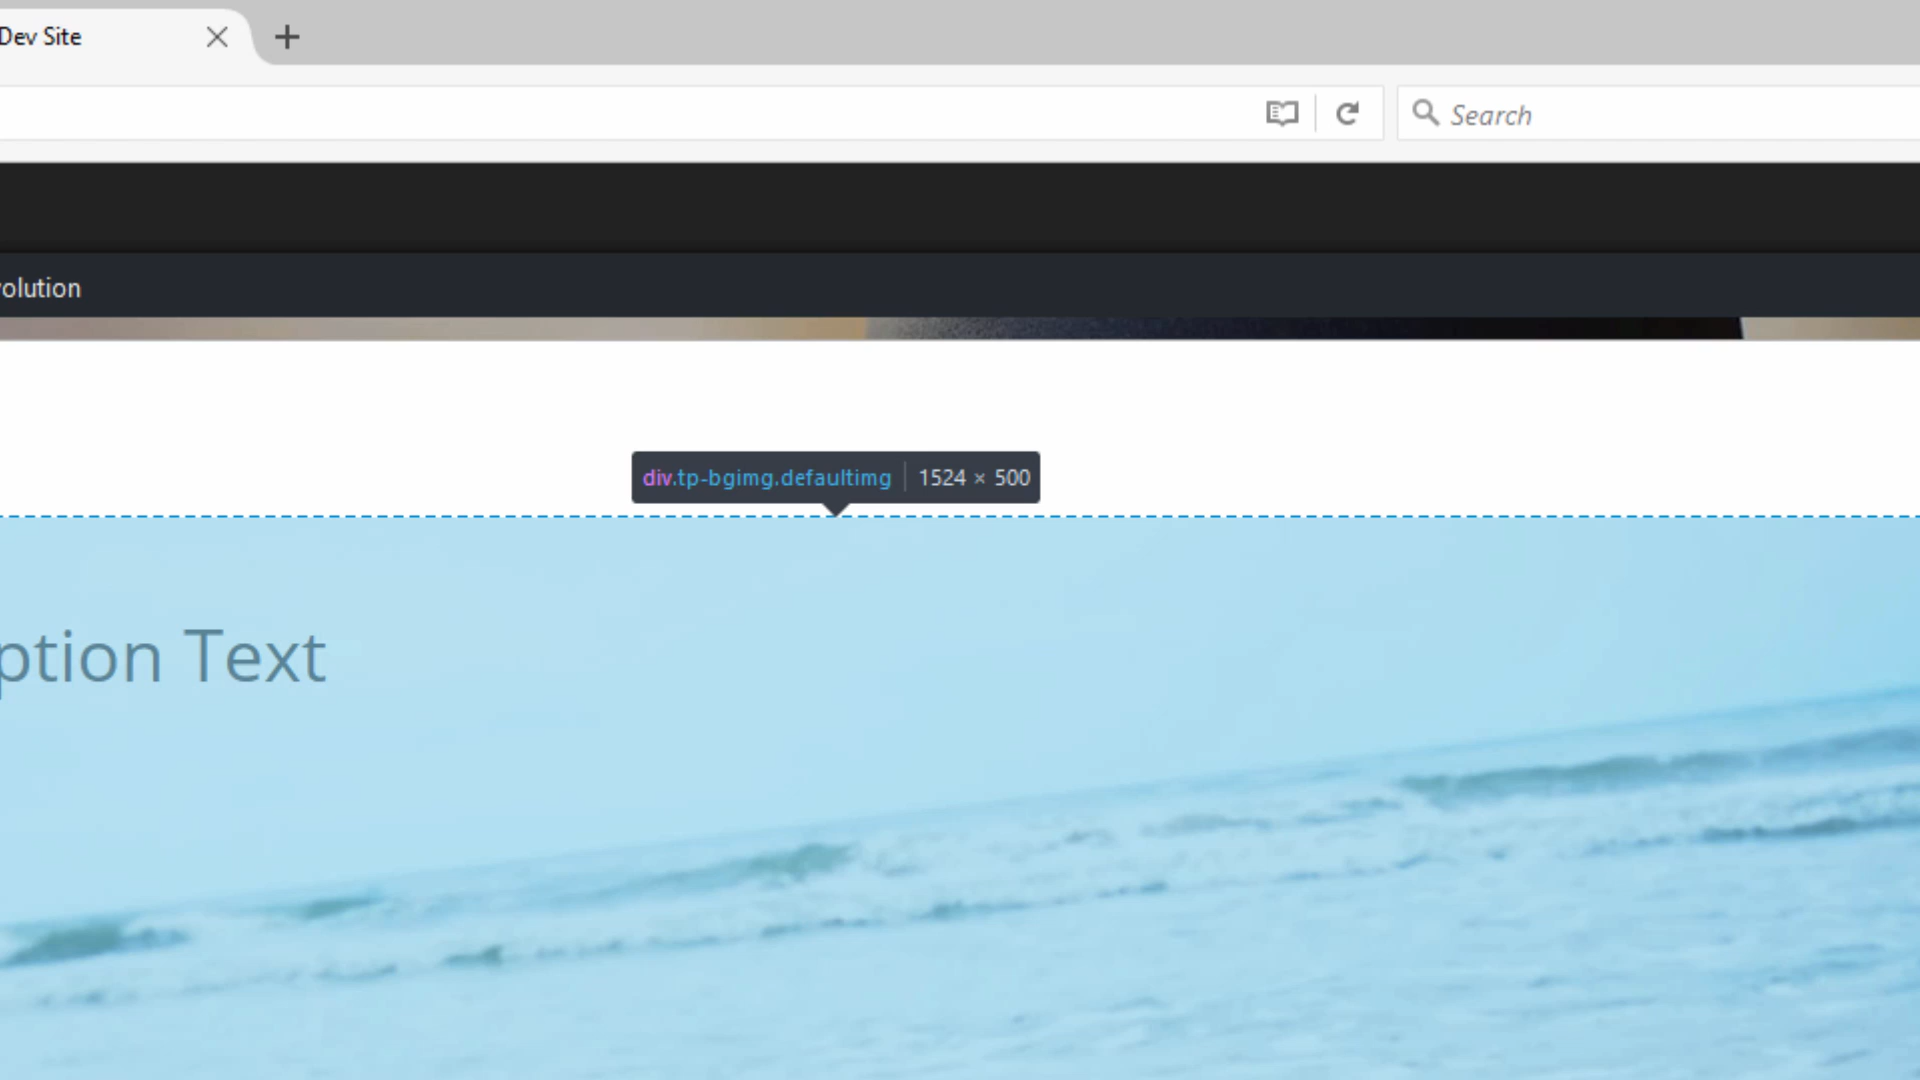 Dev Site
Search
olution
div.tp-bgimg.defaultimg | 1524 × 500
ption Text